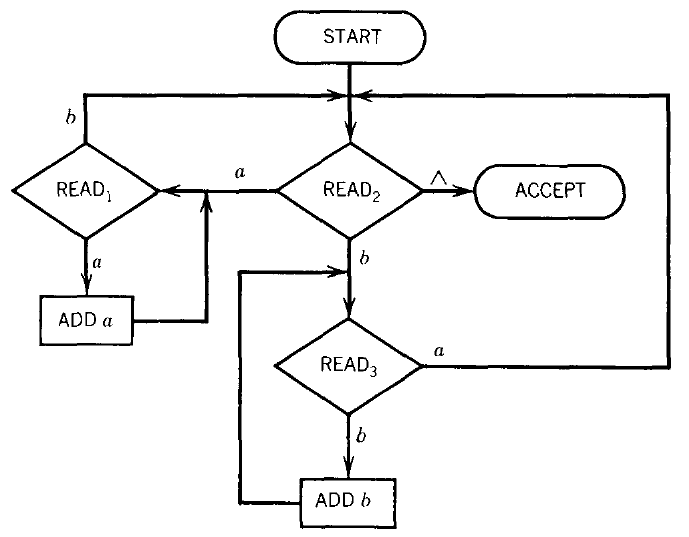 START
b
READ₁
a
READ₂
Λ
ACCEPT
a
b
ADD a
READ₃
a
b
ADD b